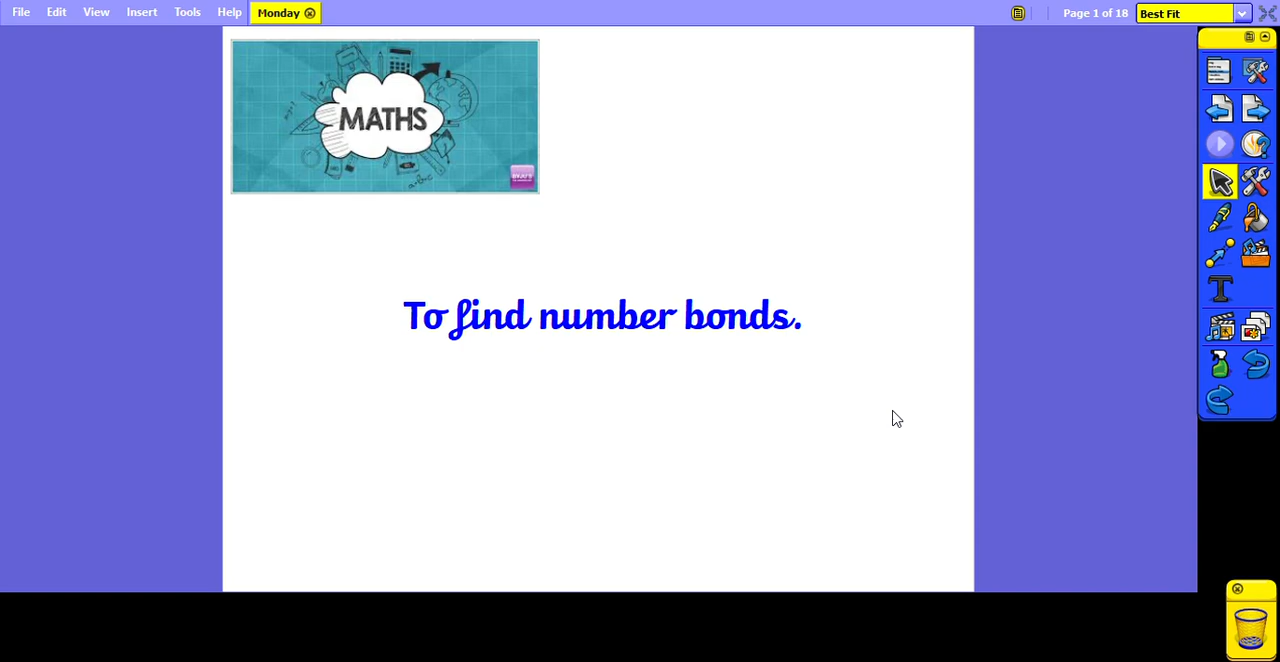 File Edit View Insert Tools Help Monday Page 1 of 18 Best Fit
MATHS
To find number bonds.